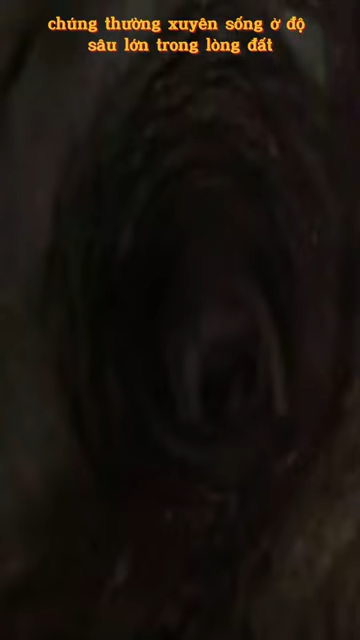 chúng thường xuyên sống ở độ
sâu lớn trong lòng đất